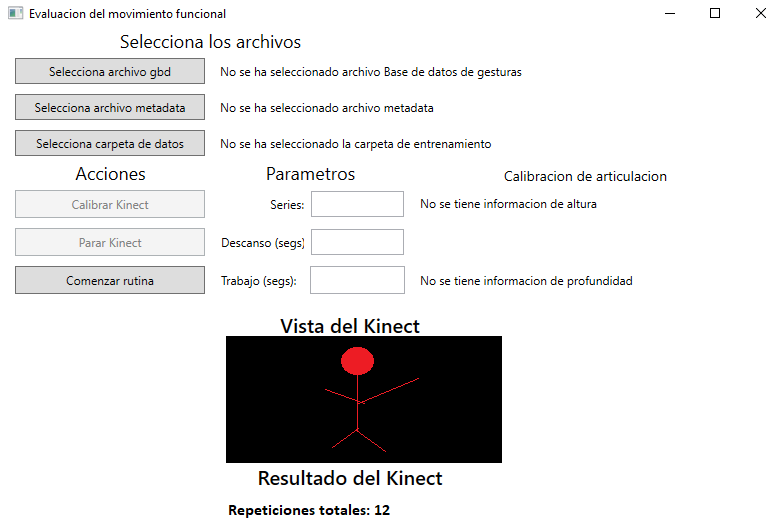 Evaluacion del movimiento funcional
Selecciona los archivos
Selecciona archivo gbd No se ha seleccionado archivo Base de datos de gesturas
Selecciona archivo metadata No se ha seleccionado archivo metadata
Selecciona carpeta de datos No se ha seleccionado la carpeta de entrenamiento
Acciones Parametros Calibracion de articulacion
Calibrar Kinect Series: No se tiene informacion de altura
Parar Kinect Descanso (segs)
Comenzar rutina Trabajo (segs): No se tiene informacion de profundidad
Vista del Kinect
Resultado del Kinect
Repeticiones totales: 12